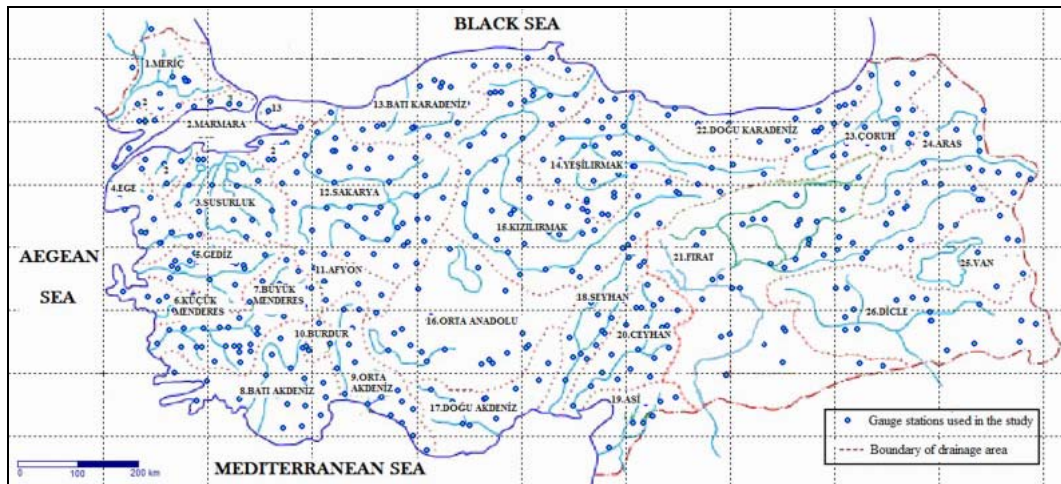 BLACK SEA
1.MERİÇ
2
2
13
2.MARMARA
2
2
13.BATI KARADENİZ
22.DOĞU KARADENİZ
23.ÇORUH
24.ARAS
14.YEŞİLIRMAK
4.EGE
3.SUSURLUK
12.SAKARYA
15.KIZILIRMAK
AEGEAN
SEA
5.GEDİZ
11.AFYON
21.FIRAT
25.VAN
6.KÜÇÜK
MENDERES
7.BÜYÜK
MENDERES
18.SEYHAN
26.DİCLE
10.BURDUR
16.ORTA ANADOLU
20.CEYHAN
8.BATI AKDENİZ
9.ORTA
AKDENİZ
17.DOĞU AKDENİZ
19.ASİ
Gauge stations used in the study
Boundary of drainage area
0 100 200 km
MEDITERRANEAN SEA